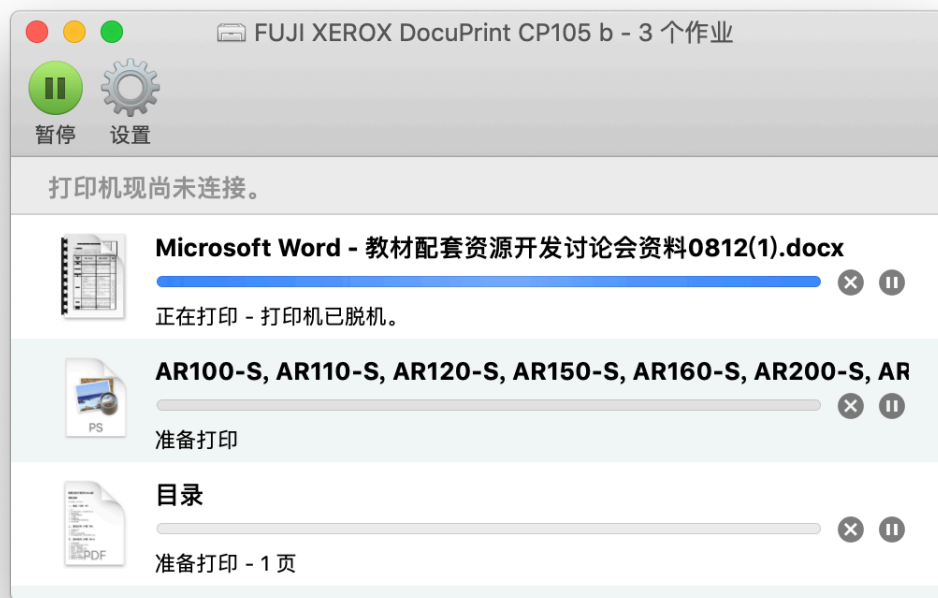 FUJI XEROX DocuPrint CP105 b - 3 个作业
暂停 设置
打印机现尚未连接。
Microsoft Word - 教材配套资源开发讨论会资料0812(1).docx
正在打印 - 打印机已脱机。
AR100-S, AR110-S, AR120-S, AR150-S, AR160-S, AR200-S, AR
PS
准备打印
目录
PDF
准备打印 - 1 页